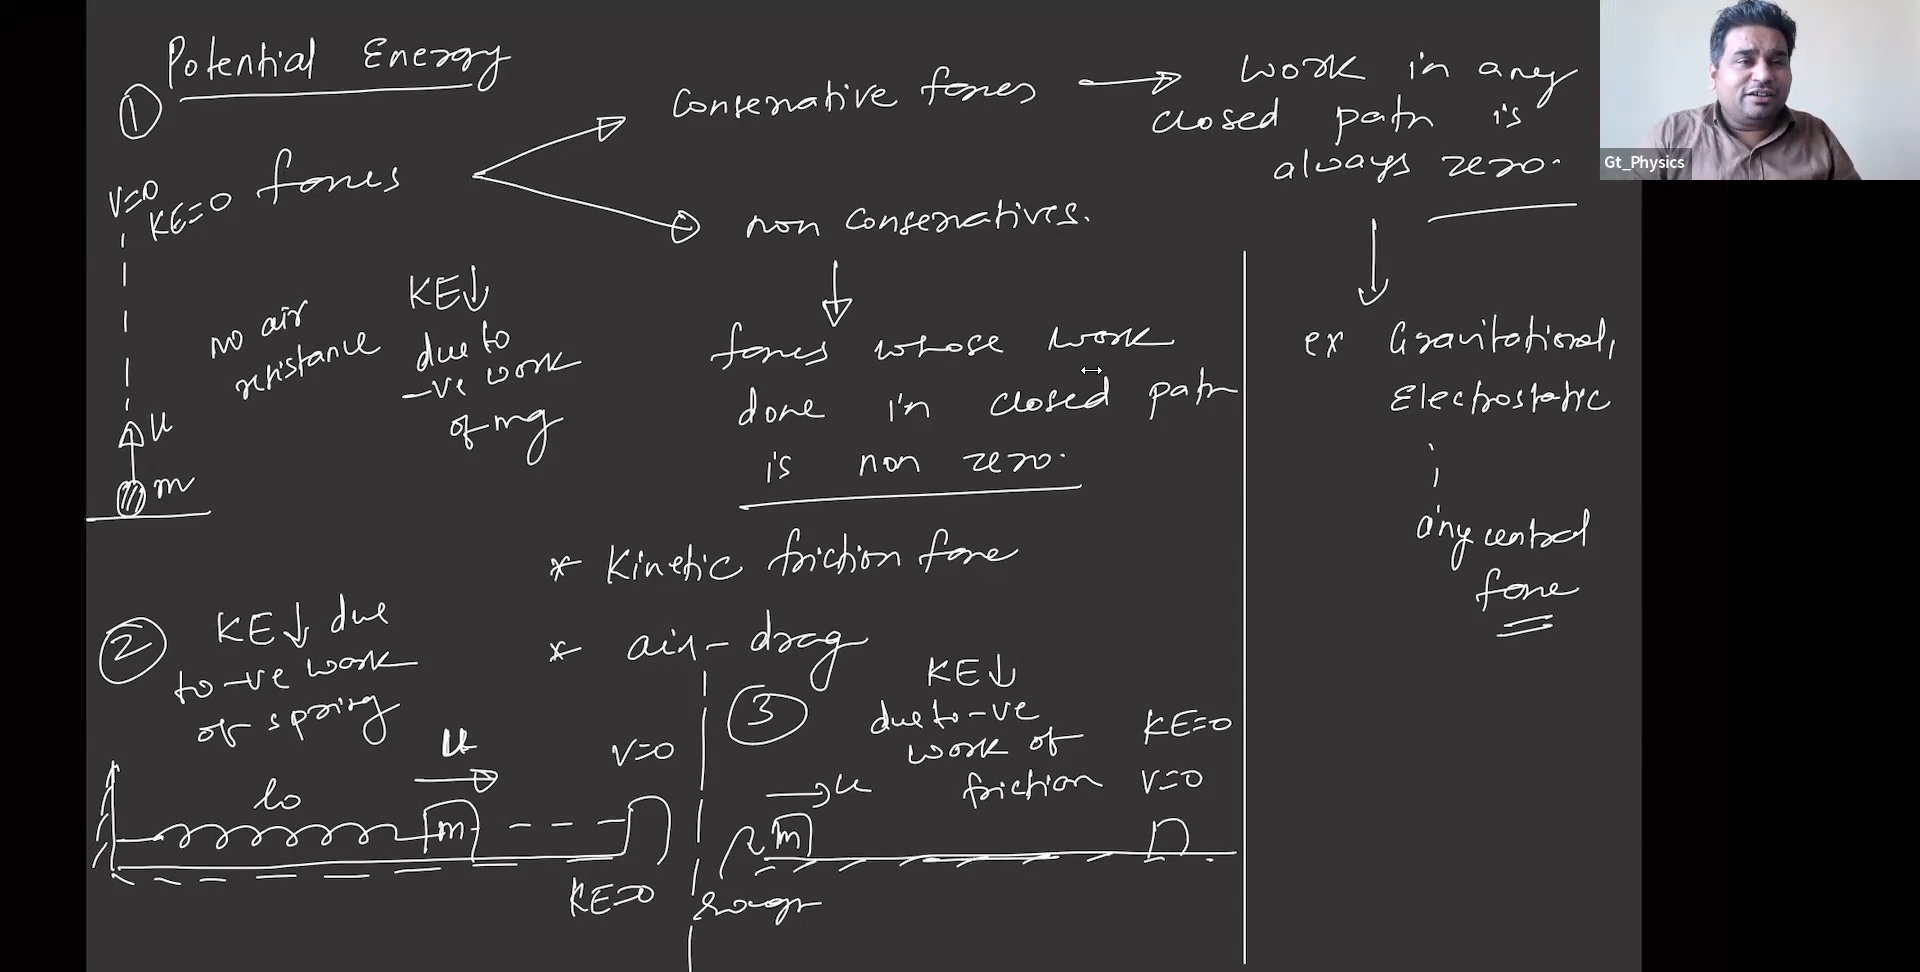 Potential Energy
①
forces
Conservative forces
work in any
closed path is
always zero.
non conservatives.
forces whose work
done in closed path
is non zero.
* Kinetic friction force
* air-drag
ex Gravitational,
Electrostatic
any central
force
v=0
KE=0
u
m
no air
resistance
KE↓
due to
-ve work
of mg
②
KE↓ due
to -ve work
of spring
u
v=0
l0
m
KE=0
③
KE↓
due to -ve
work of
friction
KE=0
v=0
u
m
Rough
Gt_Physics